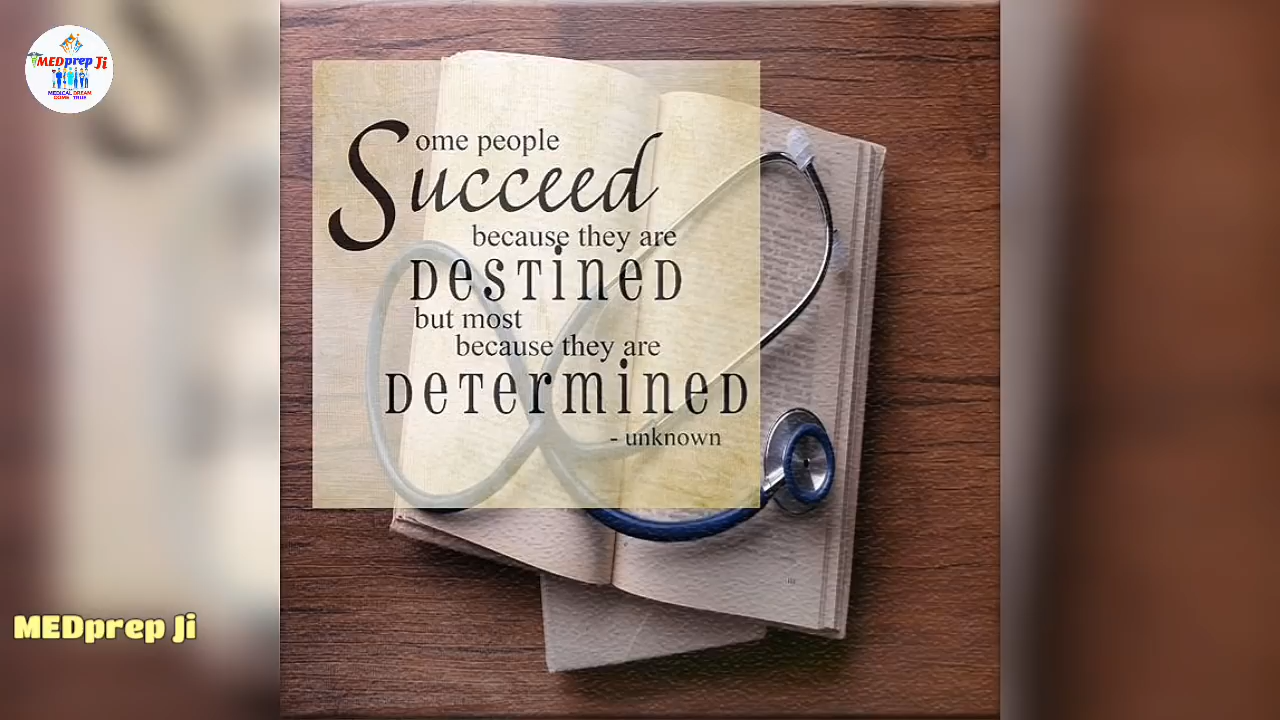 MEDprep Ji
MEDICAL DREAM
COME TRUE
Some people
Succeed
because they are
DESTINED
but most
because they are
DETERMINED
- unknown
MEDprep Ji